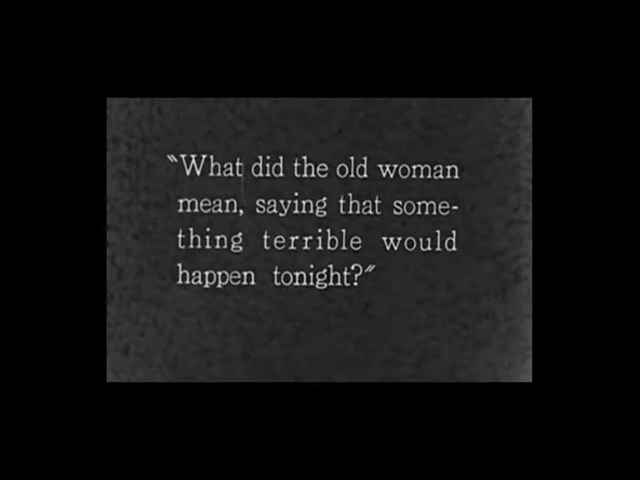 "What did the old woman
mean, saying that some-
thing terrible would
happen tonight?"